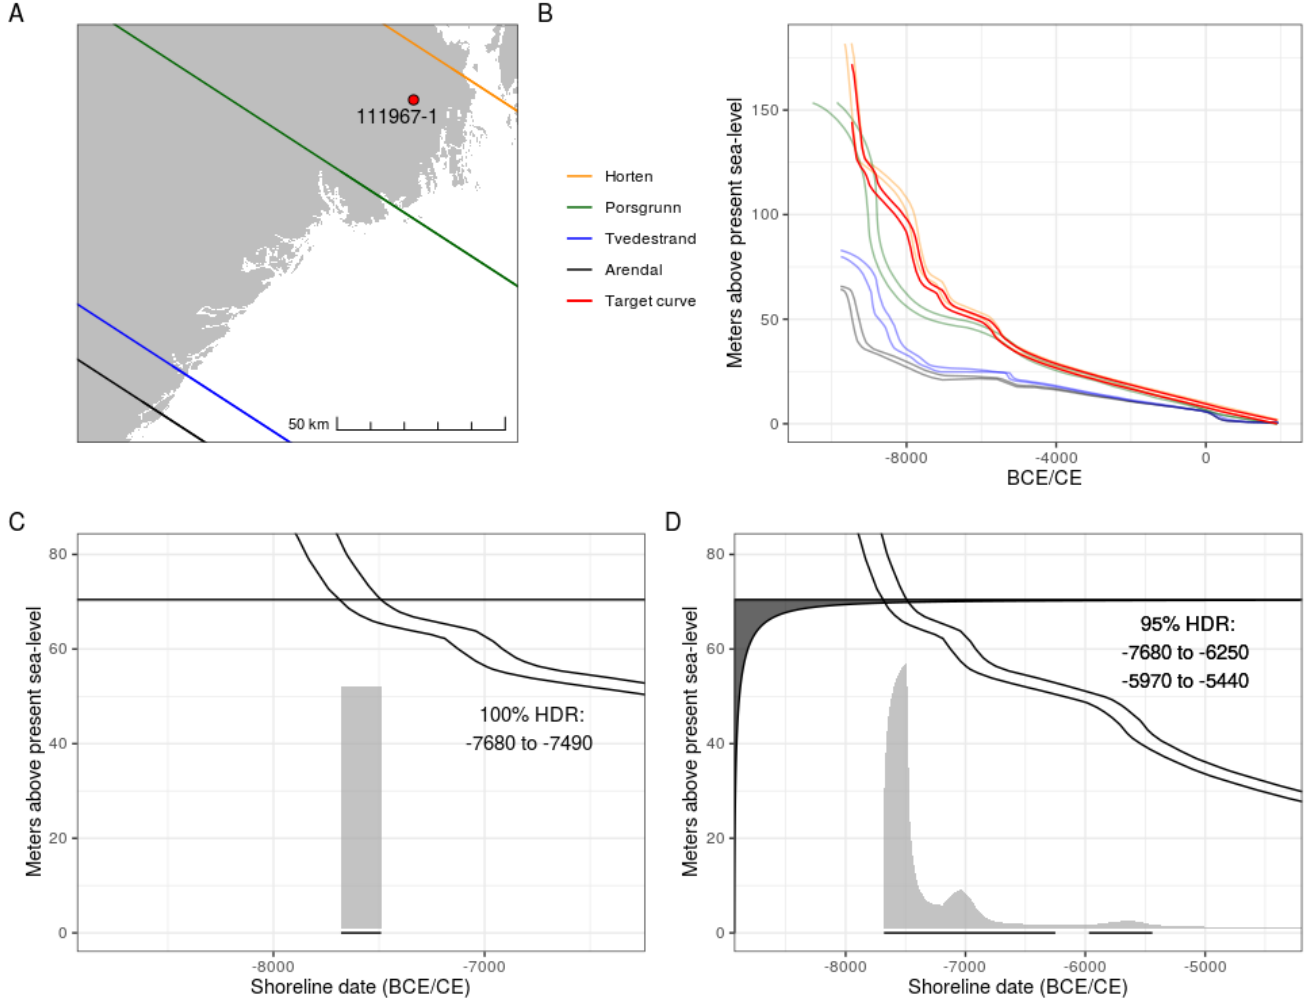 A
111967-1
50 km
Horten
Porsgrunn
Tvedestrand
Arendal
Target curve
B
Meters above present sea-level
150
100
50
0
-8000
-4000
0
BCE/CE
C
Meters above present sea-level
80
60
40
20
0
100% HDR:
-7680 to -7490
-8000
-7000
Shoreline date (BCE/CE)
D
Meters above present sea-level
80
60
40
20
0
95% HDR:
-7680 to -6250
-5970 to -5440
-8000
-7000
-6000
-5000
Shoreline date (BCE/CE)